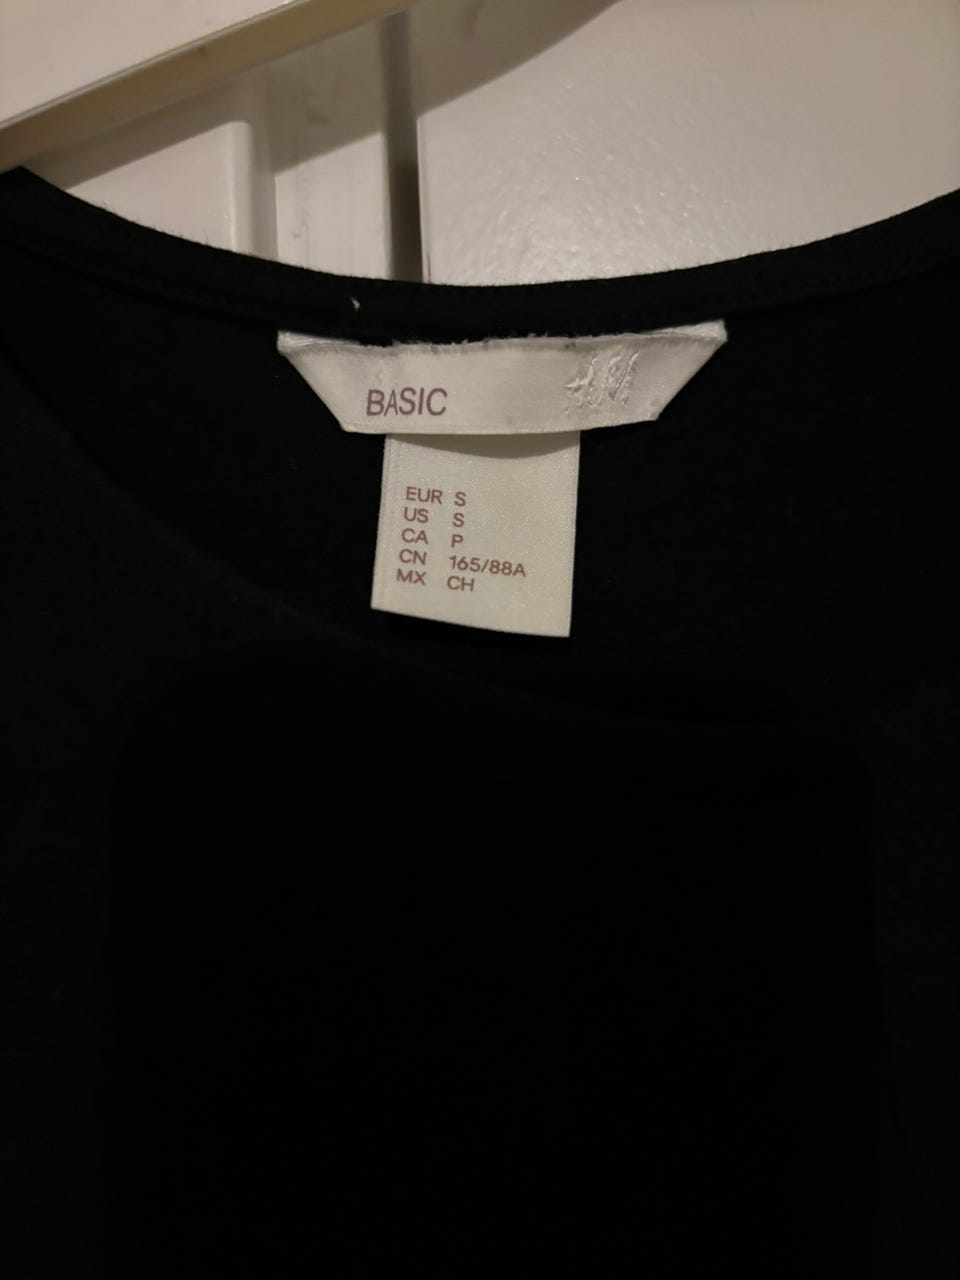 BASIC H&M
EUR S
US S
CA P
CN 165/88A
MX CH